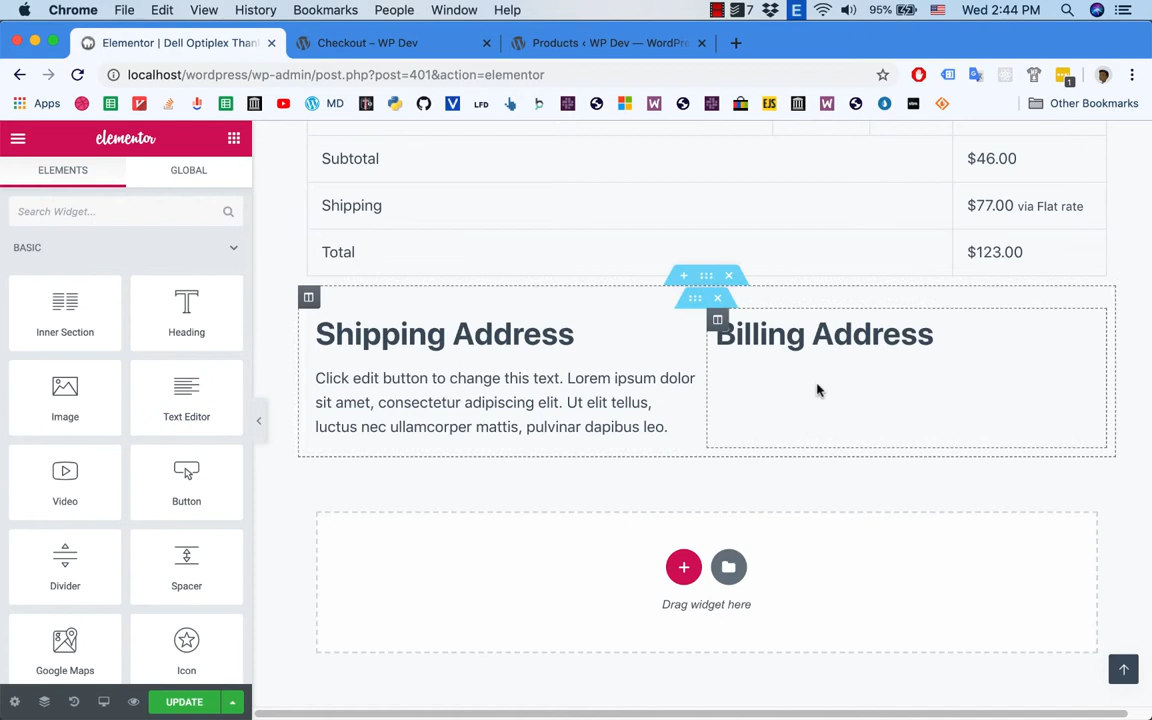 Chrome File Edit View History Bookmarks People Window Help 7 E 95% Wed 2:44 PM
Elementor | Dell Optiplex Than Checkout – WP Dev Products ‹ WP Dev — WordPre
localhost/wordpress/wp-admin/post.php?post=401&action=elementor 1
Apps MD V LFD b W EJS W Other Bookmarks
elementor
ELEMENTS GLOBAL
Search Widget...
BASIC
Inner Section Heading
Image Text Editor
Video Button
Divider Spacer
Google Maps Icon
UPDATE
Subtotal $46.00
Shipping $77.00 via Flat rate
Total $123.00
Shipping Address
Click edit button to change this text. Lorem ipsum dolor
sit amet, consectetur adipiscing elit. Ut elit tellus,
luctus nec ullamcorper mattis, pulvinar dapibus leo.
Billing Address
Drag widget here